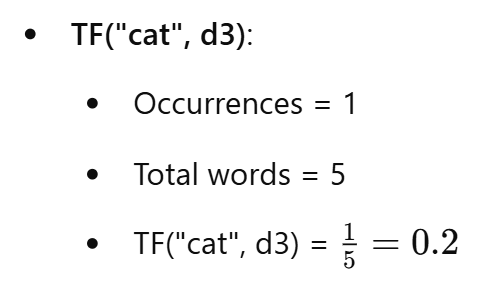 • TF("cat", d3):
• Occurrences = 1
• Total words = 5
• TF("cat", d3) = 1/5 = 0.2